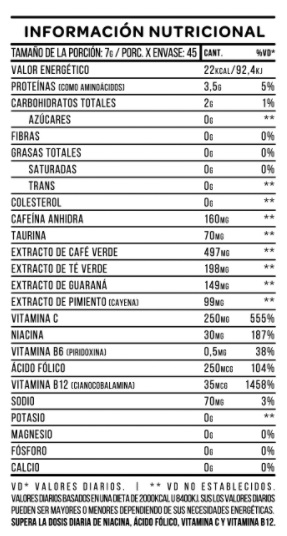 INFORMACIÓN NUTRICIONAL
TAMAÑO DE LA PORCIÓN: 7G / PORC. X ENVASE: 45 CANT. %VD*
VALOR ENERGÉTICO 22KCAL/92,4KJ
PROTEÍNAS (COMO AMINOÁCIDOS) 3,5G 5%
CARBOHIDRATOS TOTALES 2G 1%
AZÚCARES 0G **
FIBRAS 0G 0%
GRASAS TOTALES 0G 0%
SATURADAS 0G 0%
TRANS 0G **
COLESTEROL 0G **
CAFEÍNA ANHIDRA 160MG **
TAURINA 70MG **
EXTRACTO DE CAFÉ VERDE 497MG **
EXTRACTO DE TÉ VERDE 198MG **
EXTRACTO DE GUARANÁ 149MG **
EXTRACTO DE PIMIENTO (CAYENA) 99MG **
VITAMINA C 250MG 555%
NIACINA 30MG 187%
VITAMINA B6 (PIRIDOXINA) 0,5MG 38%
ÁCIDO FÓLICO 250MCG 104%
VITAMINA B12 (CIANOCOBALAMINA) 35MCG 1458%
SODIO 70MG 3%
POTASIO 0G **
MAGNESIO 0G 0%
FÓSFORO 0G 0%
CALCIO 0G 0%
VD* VALORES DIARIOS. | ** VD NO ESTABLECIDOS.
VALORES DIARIOS BASADOS EN UNA DIETA DE 2000KCAL U 8400KJ. SUS LOS VALORES DIARIOS
PUEDEN SER MAYORES O MENORES DEPENDIENDO DE SUS NECESIDADES ENERGÉTICAS.
SUPERA LA DOSIS DIARIA DE NIACINA, ÁCIDO FÓLICO, VITAMINA C Y VITAMINA B12.